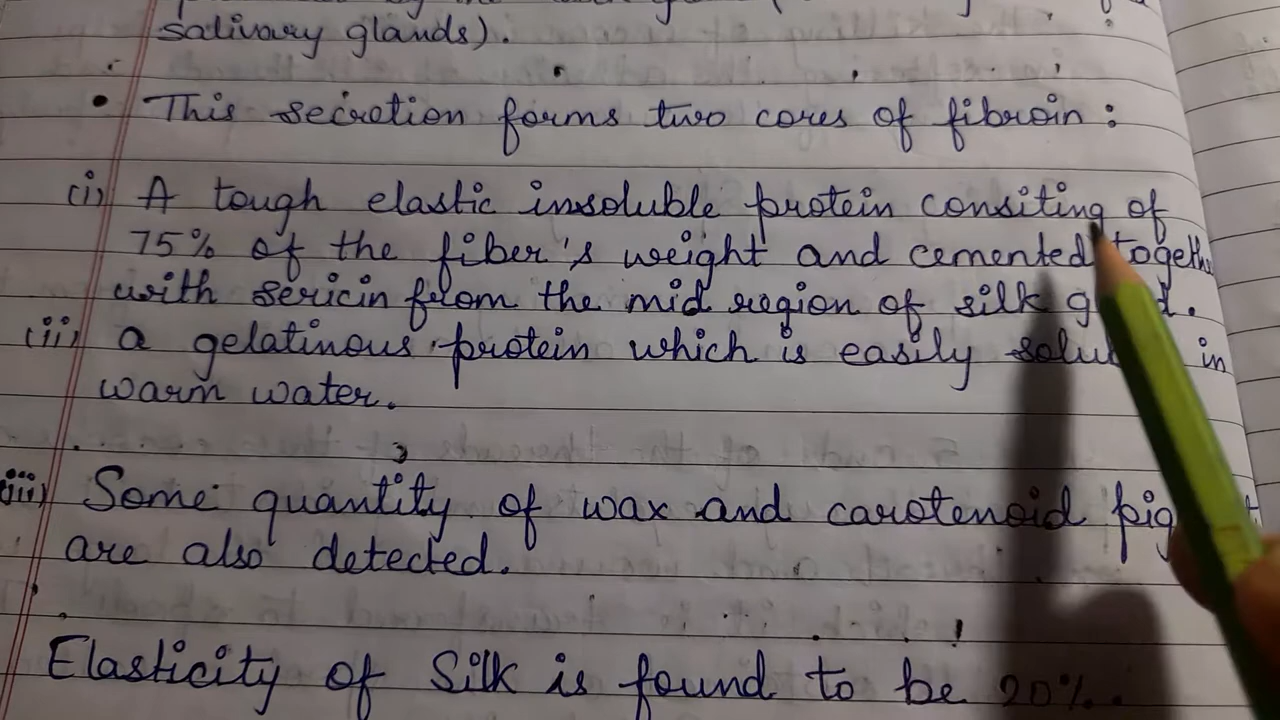 salivary glands).
• This secretion forms two cores of fibroin :
(i) A tough elastic insoluble protein consiting of
75% of the fiber's weight and cemented togeth
with sericin from the mid region of silk g d.
(ii) a gelatinous protein which is easily solu in
warm water.
(iii) Some quantity of wax and carotenoid pig
are also detected.
Elasticity of Silk is found to be 20%.